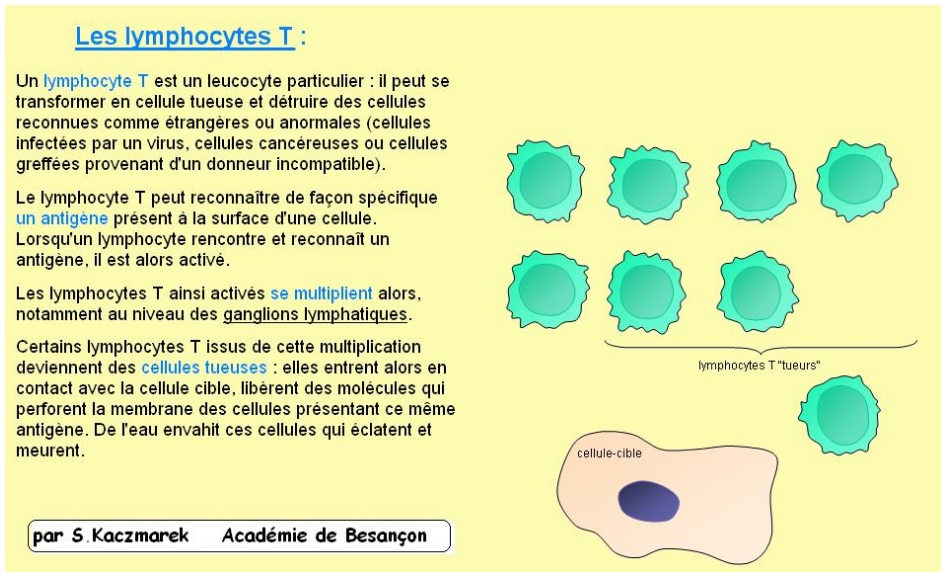 Les lymphocytes T :
Un lymphocyte T est un leucocyte particulier : il peut se
transformer en cellule tueuse et détruire des cellules
reconnues comme étrangères ou anormales (cellules
infectées par un virus, cellules cancéreuses ou cellules
greffées provenant d'un donneur incompatible).
Le lymphocyte T peut reconnaître de façon spécifique
un antigène présent à la surface d'une cellule.
Lorsqu'un lymphocyte rencontre et reconnaît un
antigène, il est alors activé.
Les lymphocytes T ainsi activés se multiplient alors,
notamment au niveau des ganglions lymphatiques.
Certains lymphocytes T issus de cette multiplication
deviennent des cellules tueuses : elles entrent alors en
contact avec la cellule cible, libèrent des molécules qui
perforent la membrane des cellules présentant ce même
antigène. De l'eau envahit ces cellules qui éclatent et
meurent.
par S.Kaczmarek Académie de Besançon
lymphocytes T "tueurs"
cellule-cible